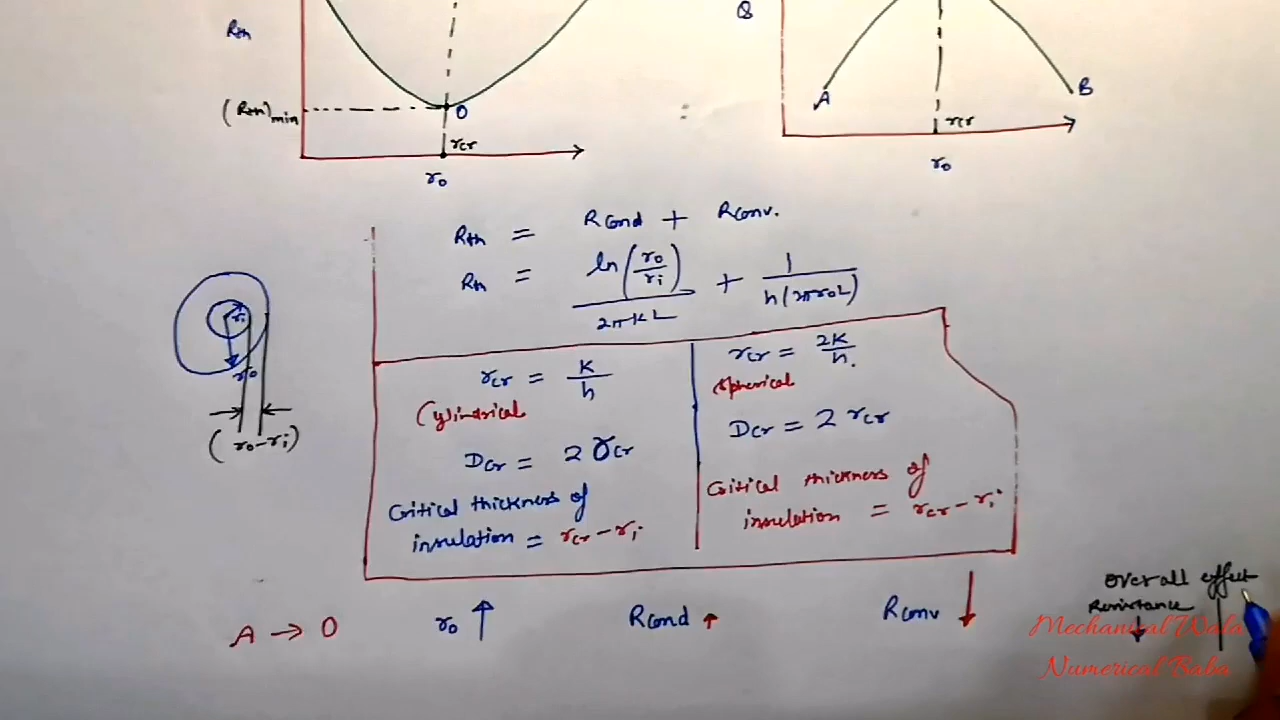 Rth
(Rth)min
O
rcr
r0
Q
A
B
rcr
r0
Rth = Rcond + Rconv.
Rth = ln(r0/ri)/2πKL + 1/h(2πr0L)
ri
r0
(r0-ri)
rcr = K/h
Cylindrical
Dcr = 2 rcr
Critical thickness of
insulation = rcr-ri
rcr = 2K/h.
Spherical
Dcr = 2 rcr
Critical thickness of
insulation = rcr-ri
A → O
r0 ↑
Rcond ↑
Rconv ↓
Overall effect
Resistance
↓
Mechanical Wala
Numerical Baba